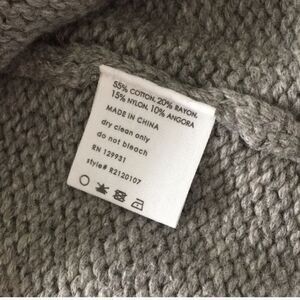 55% COTTON, 20% RAYON,
15% NYLON, 10% ANGORA
MADE IN CHINA
dry clean only
do not bleach
RN 129931
style# R2120107